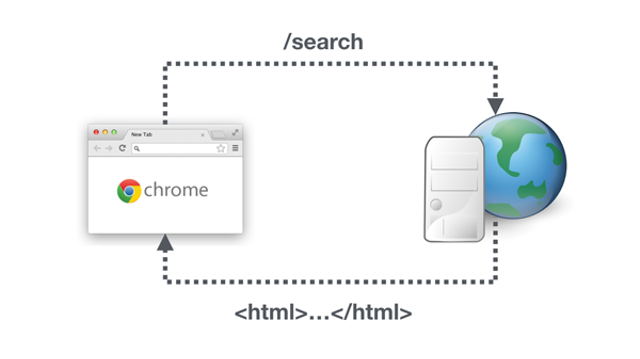 /search
New Tab
chrome
<html>...</html>